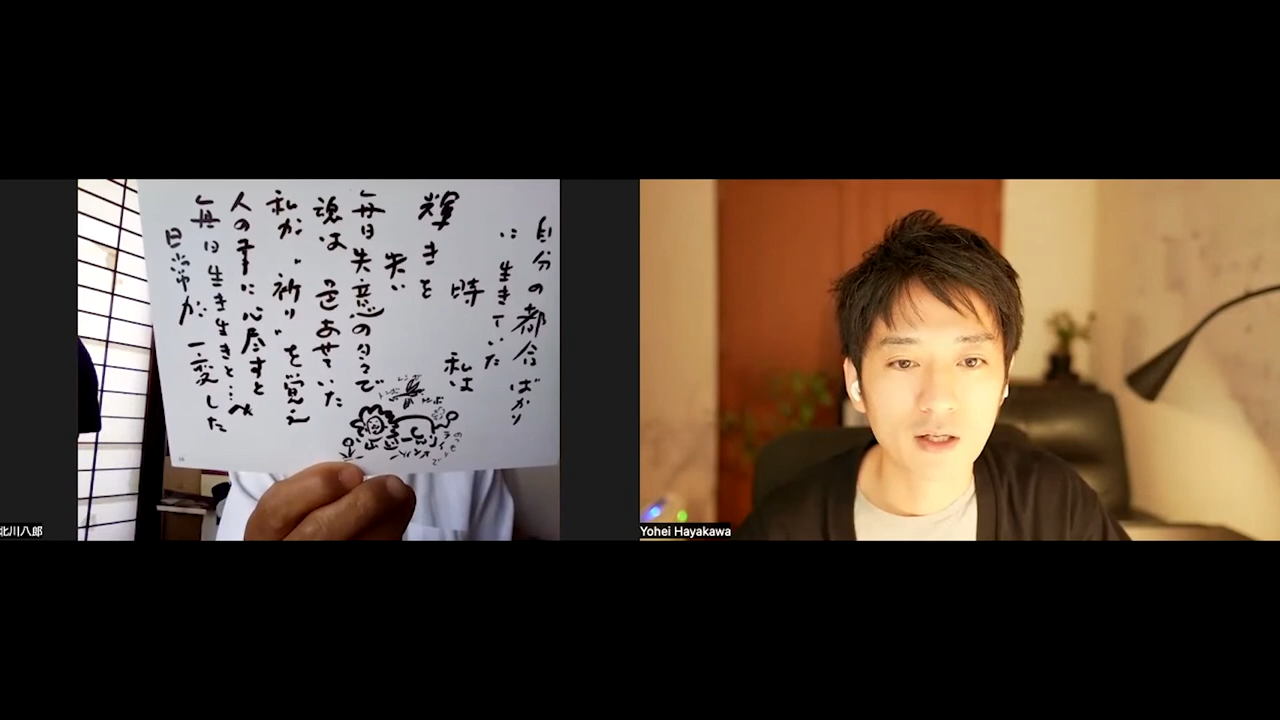 自分の都合ばかり
に生きていた
時 私は
輝きを
失い
毎日失意の日々で
魂は 色あせていた
私が"祈り"を覚え
人の幸に心尽すと
毎日生き生きと…へ
日常が一変した
北川八郎
Yohei Hayakawa